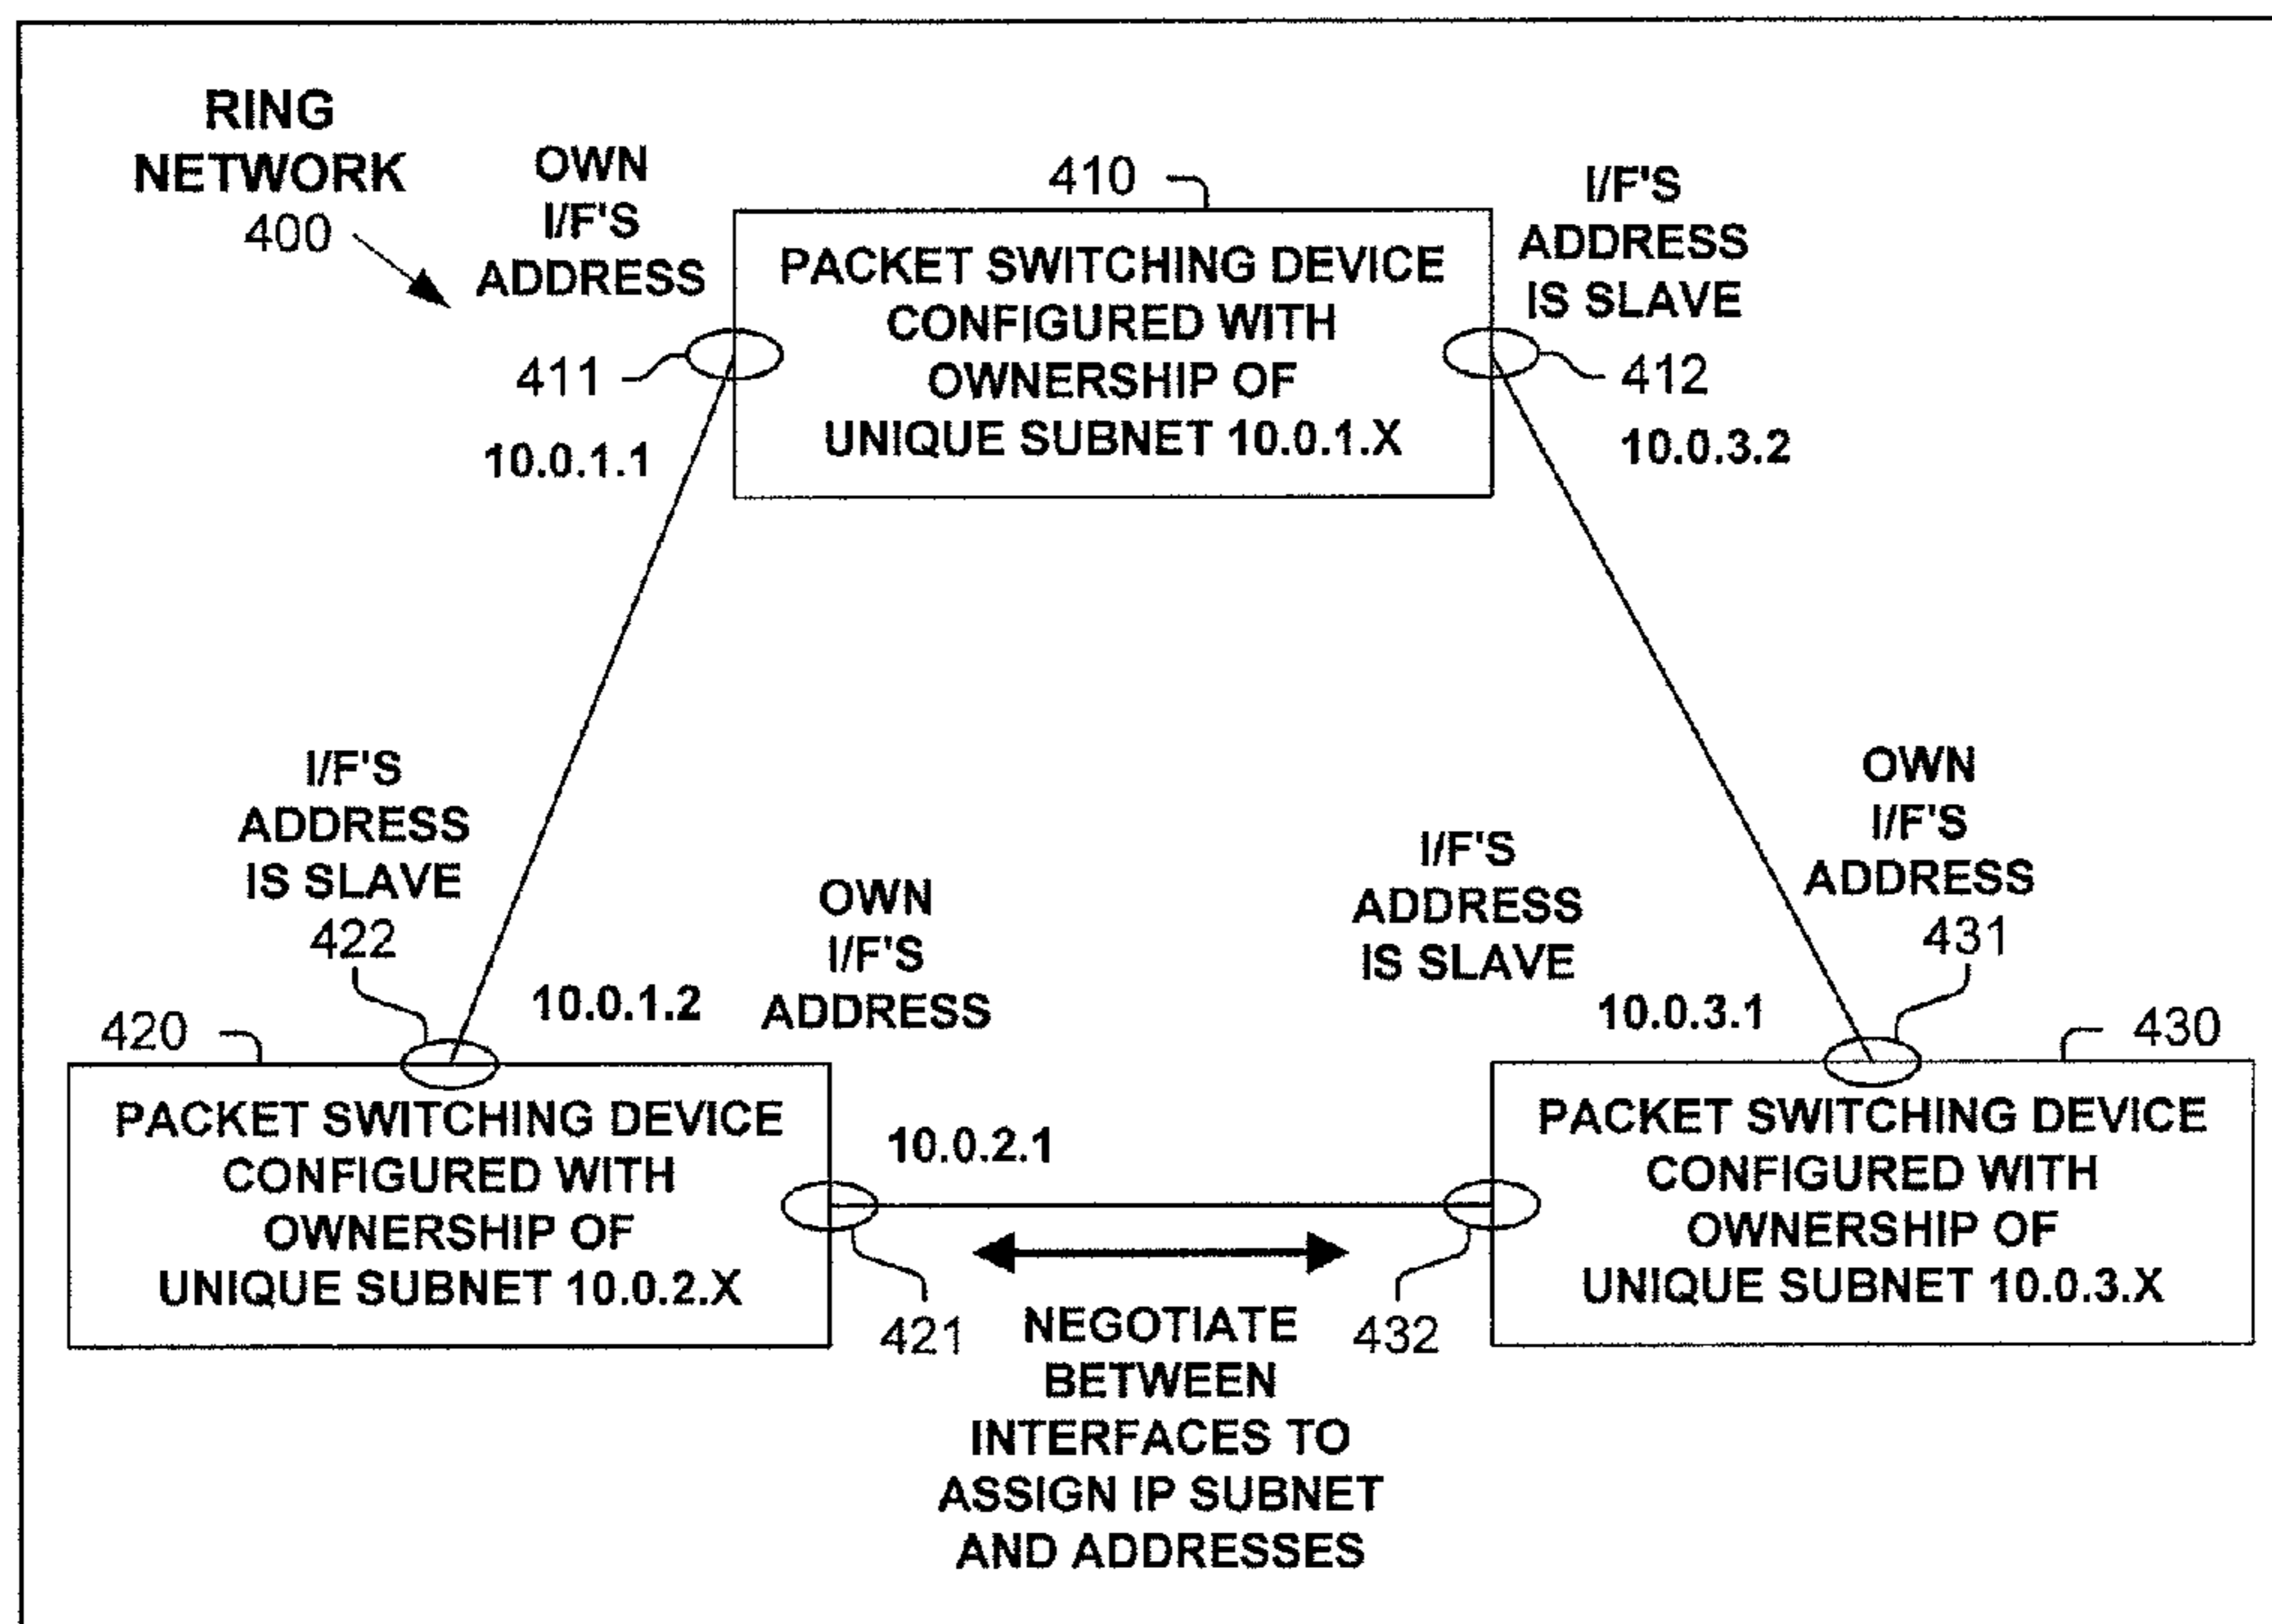 RING
NETWORK
400
OWN
I/F'S
ADDRESS
410
I/F'S
ADDRESS
IS SLAVE
PACKET SWITCHING DEVICE
CONFIGURED WITH
OWNERSHIP OF
UNIQUE SUBNET 10.0.1.X
411
412
10.0.1.1
10.0.3.2
I/F'S
ADDRESS
IS SLAVE
422
OWN
I/F'S
ADDRESS
I/F'S
ADDRESS
IS SLAVE
OWN
I/F'S
ADDRESS
431
10.0.1.2
10.0.3.1
420
430
PACKET SWITCHING DEVICE
CONFIGURED WITH
OWNERSHIP OF
UNIQUE SUBNET 10.0.2.X
10.0.2.1
PACKET SWITCHING DEVICE
CONFIGURED WITH
OWNERSHIP OF
UNIQUE SUBNET 10.0.3.X
421
432
NEGOTIATE
BETWEEN
INTERFACES TO
ASSIGN IP SUBNET
AND ADDRESSES